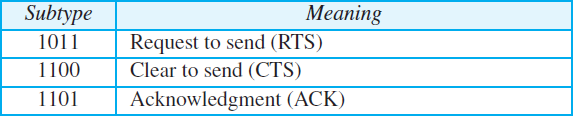 Subtype Meaning
1011 Request to send (RTS)
1100 Clear to send (CTS)
1101 Acknowledgment (ACK)